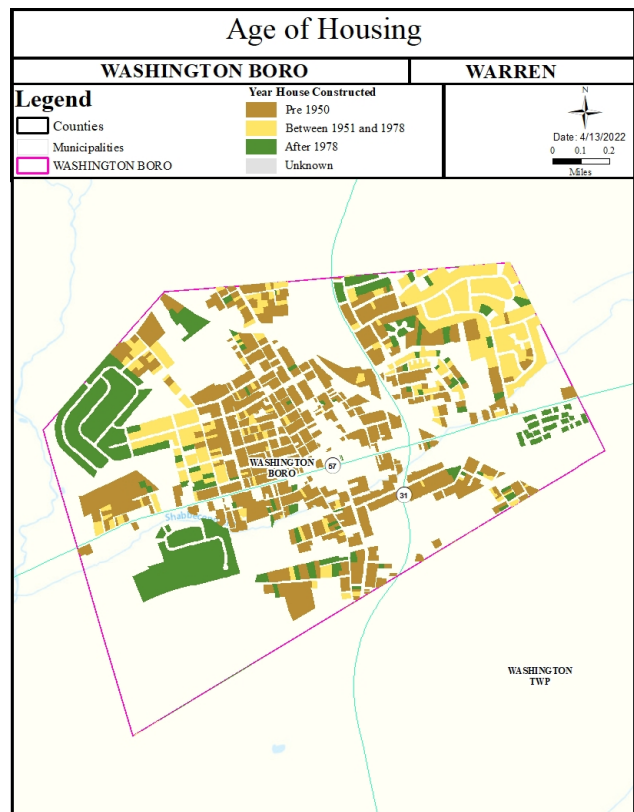 Age of Housing
WASHINGTON BORO
WARREN
Legend
Counties
Municipalities
WASHINGTON BORO
Year House Constructed
Pre 1950
Between 1951 and 1978
After 1978
Unknown
N
Date: 4/13/2022
0 0.1 0.2
Miles
WASHINGTON
BORO
57
31
WASHINGTON
TWP